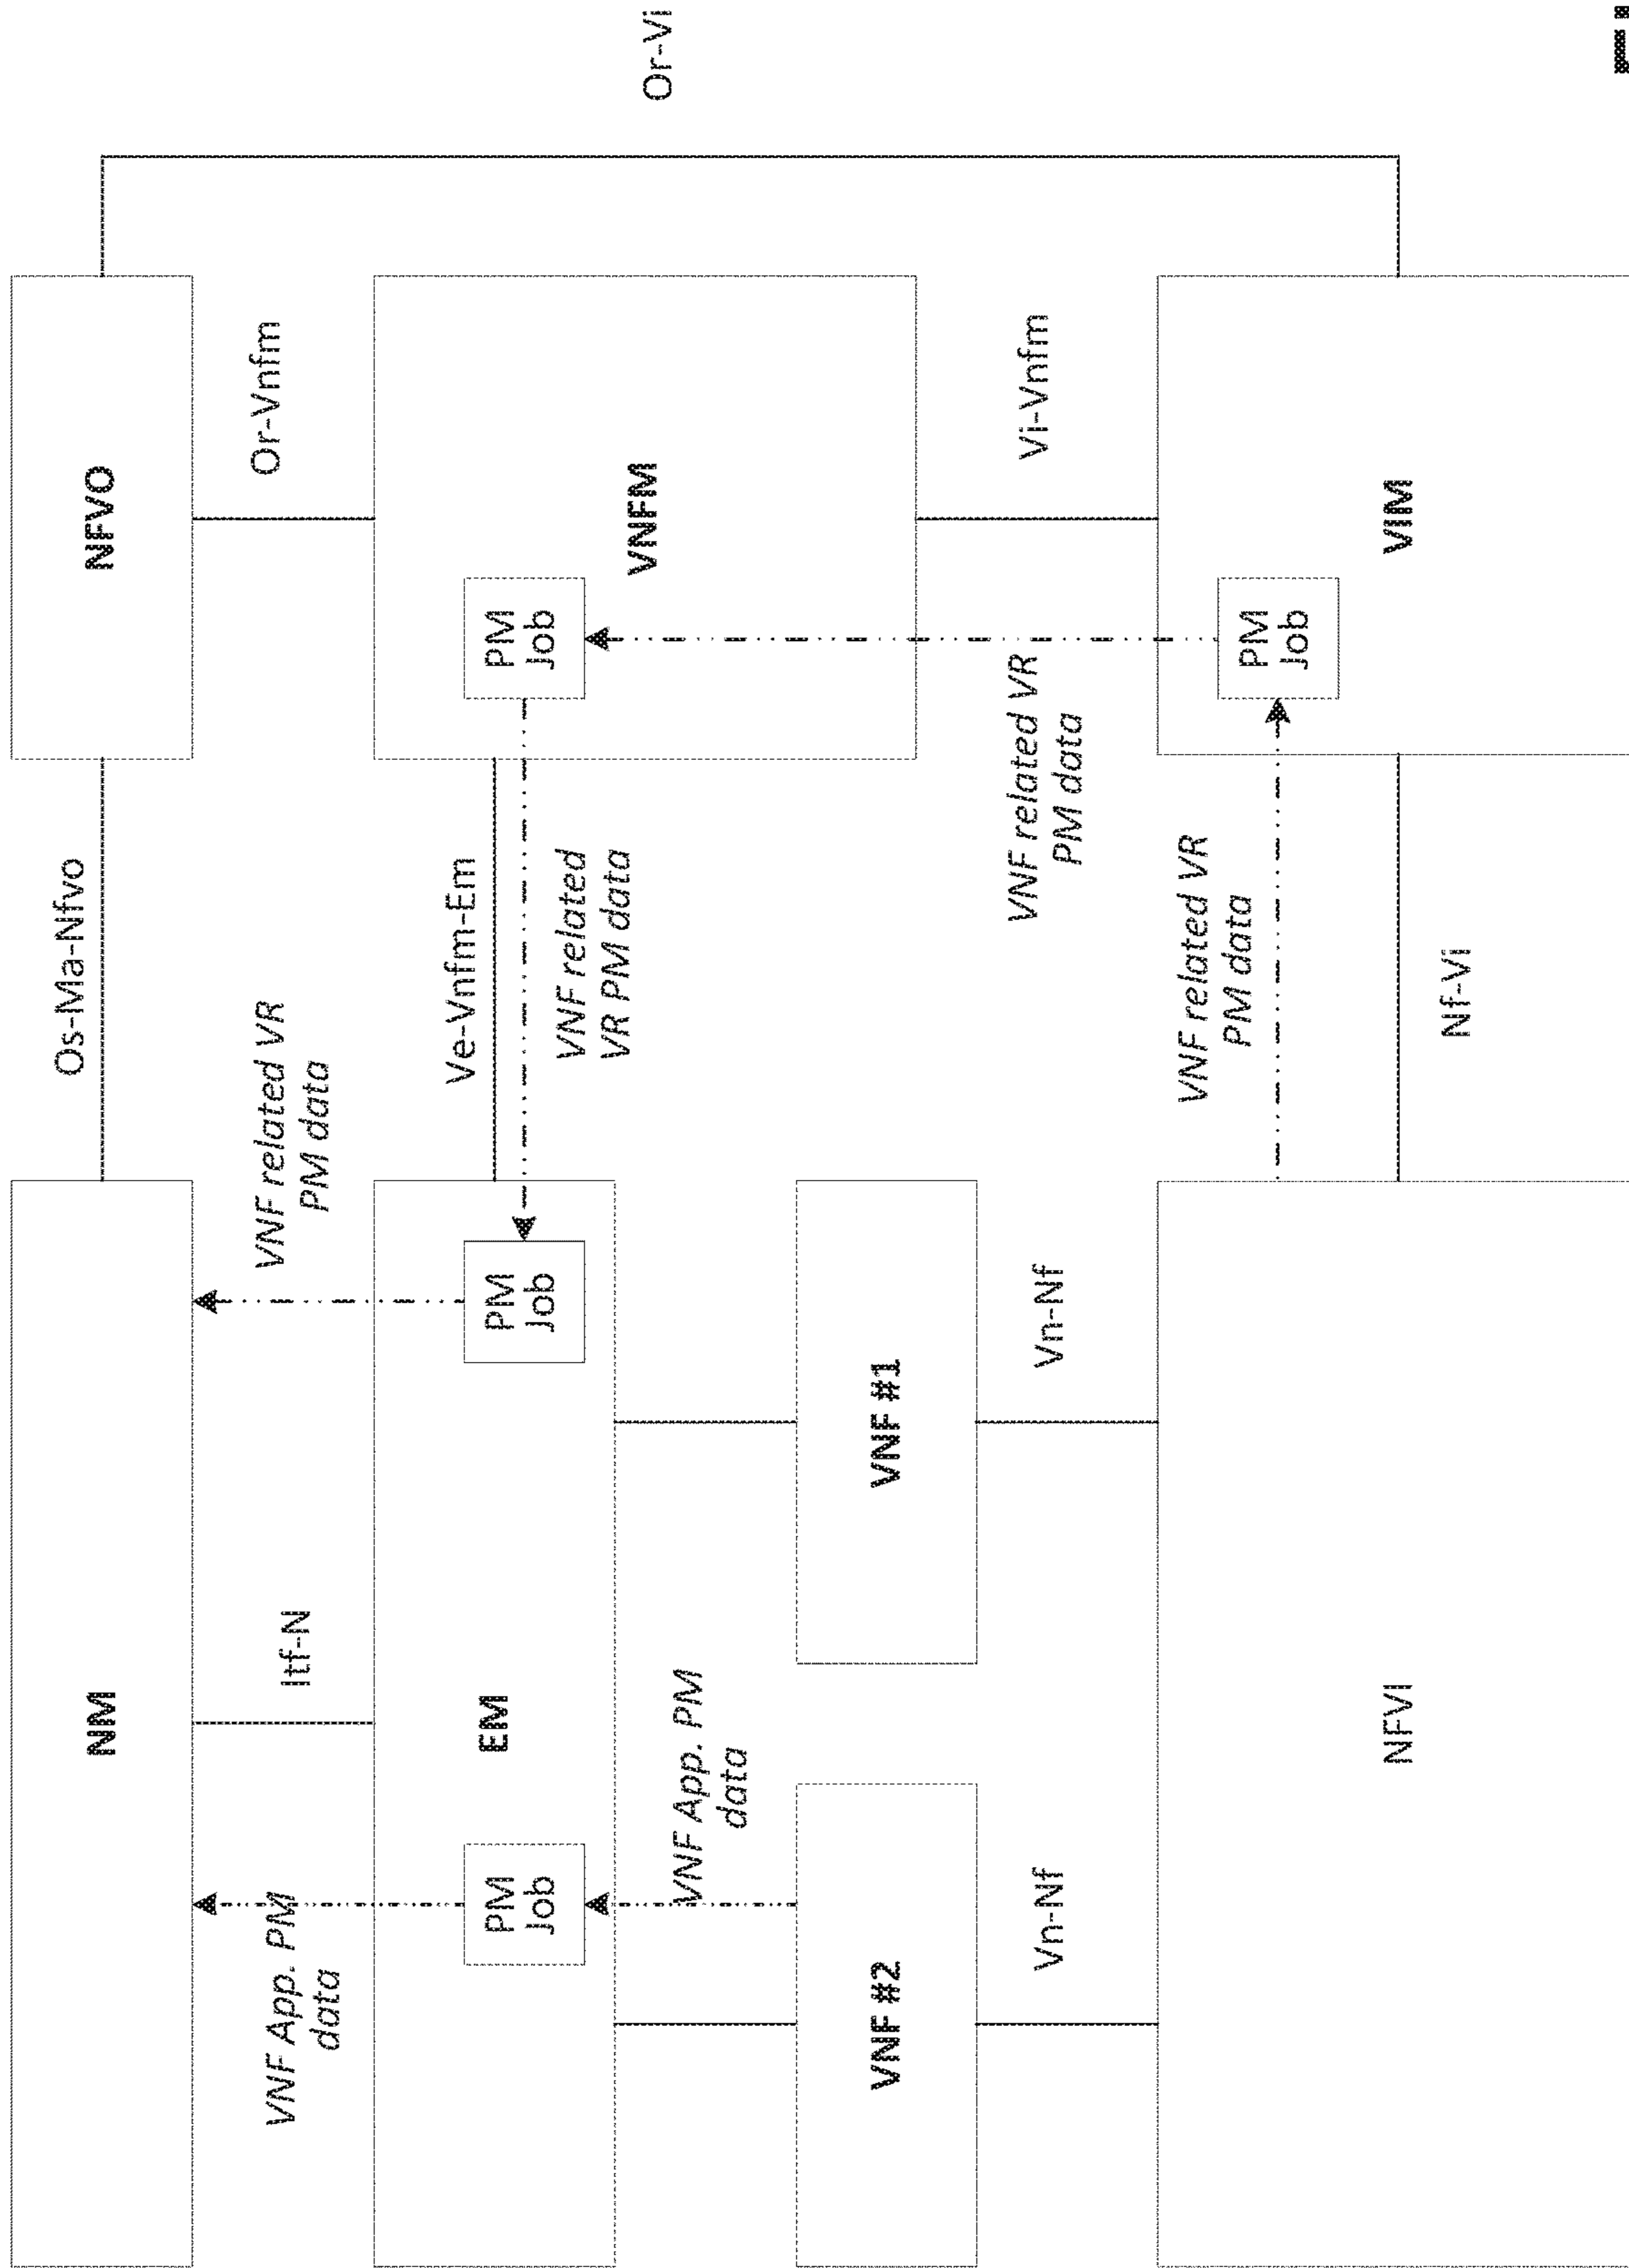 NM
Os-Ma-Nfvo
NFVO
VNF App. PM
data
Itf-N
VNF related VR
PM data
Or-Vnfm
PM
Job
EM
PM
Job
Ve-Vnfm-Em
VNF related
VR PM data
PM
Job
VNFM
Or-Vi
VNF App. PM
data
VNF #2
VNF #1
VNF related VR
PM data
Vi-Vnfm
Vn-Nf
Vn-Nf
VNF related VR
PM data
PM
Job
NFVI
Nf-Vi
VIM